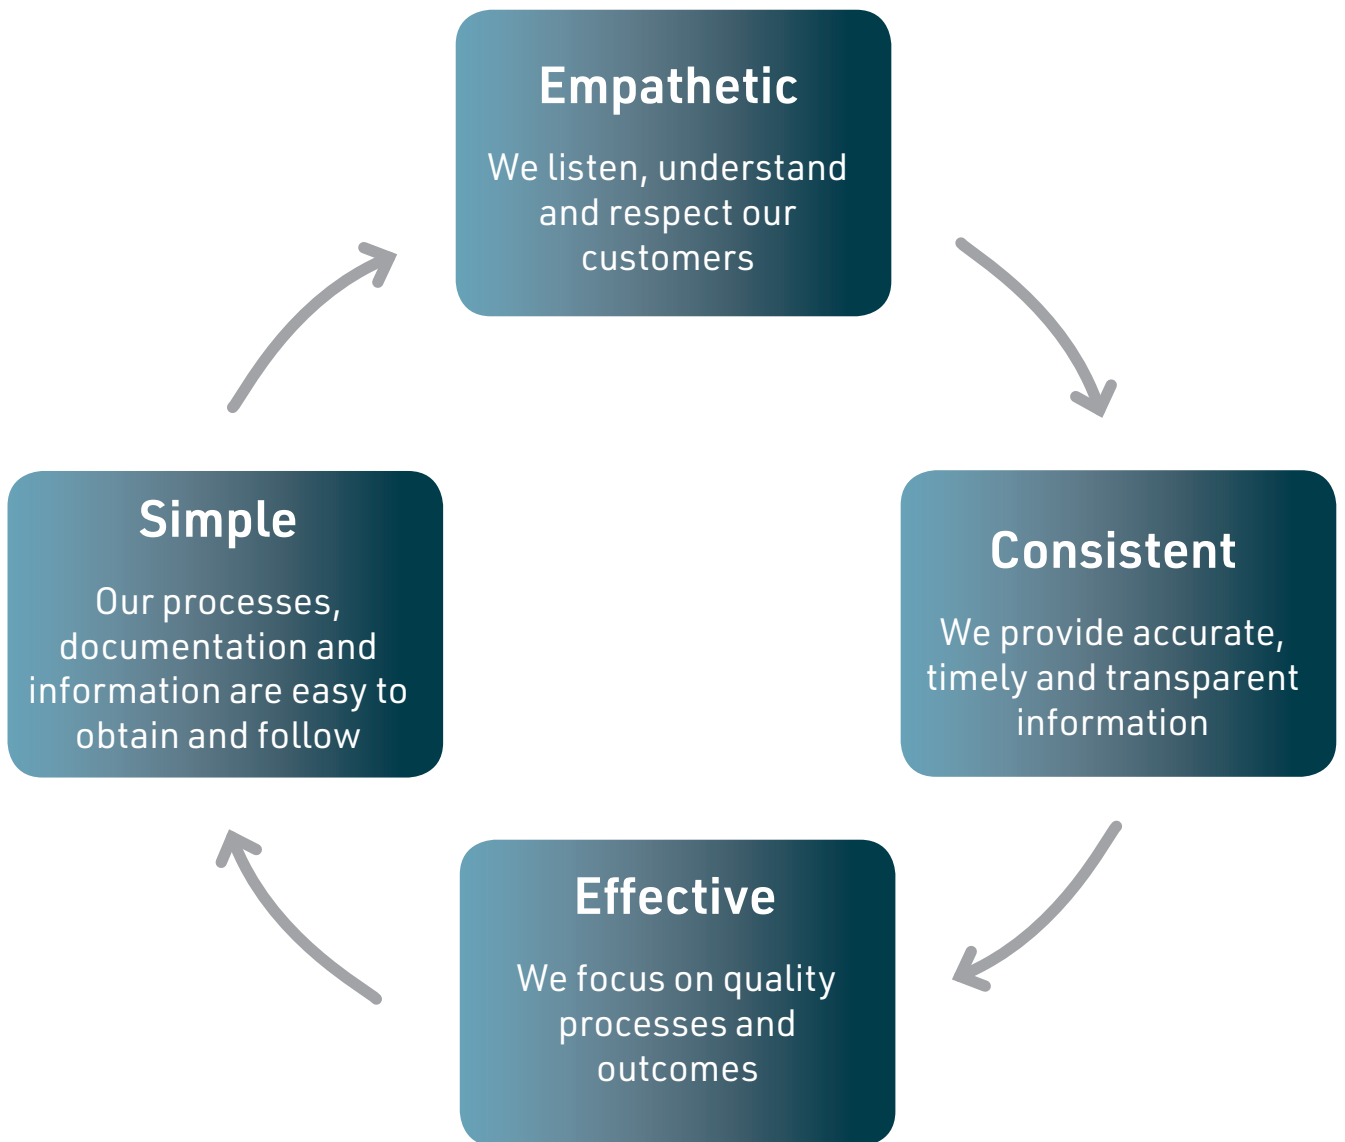 Empathetic
We listen, understand
and respect our
customers
Simple
Our processes,
documentation and
information are easy to
obtain and follow
Consistent
We provide accurate,
timely and transparent
information
Effective
We focus on quality
processes and
outcomes